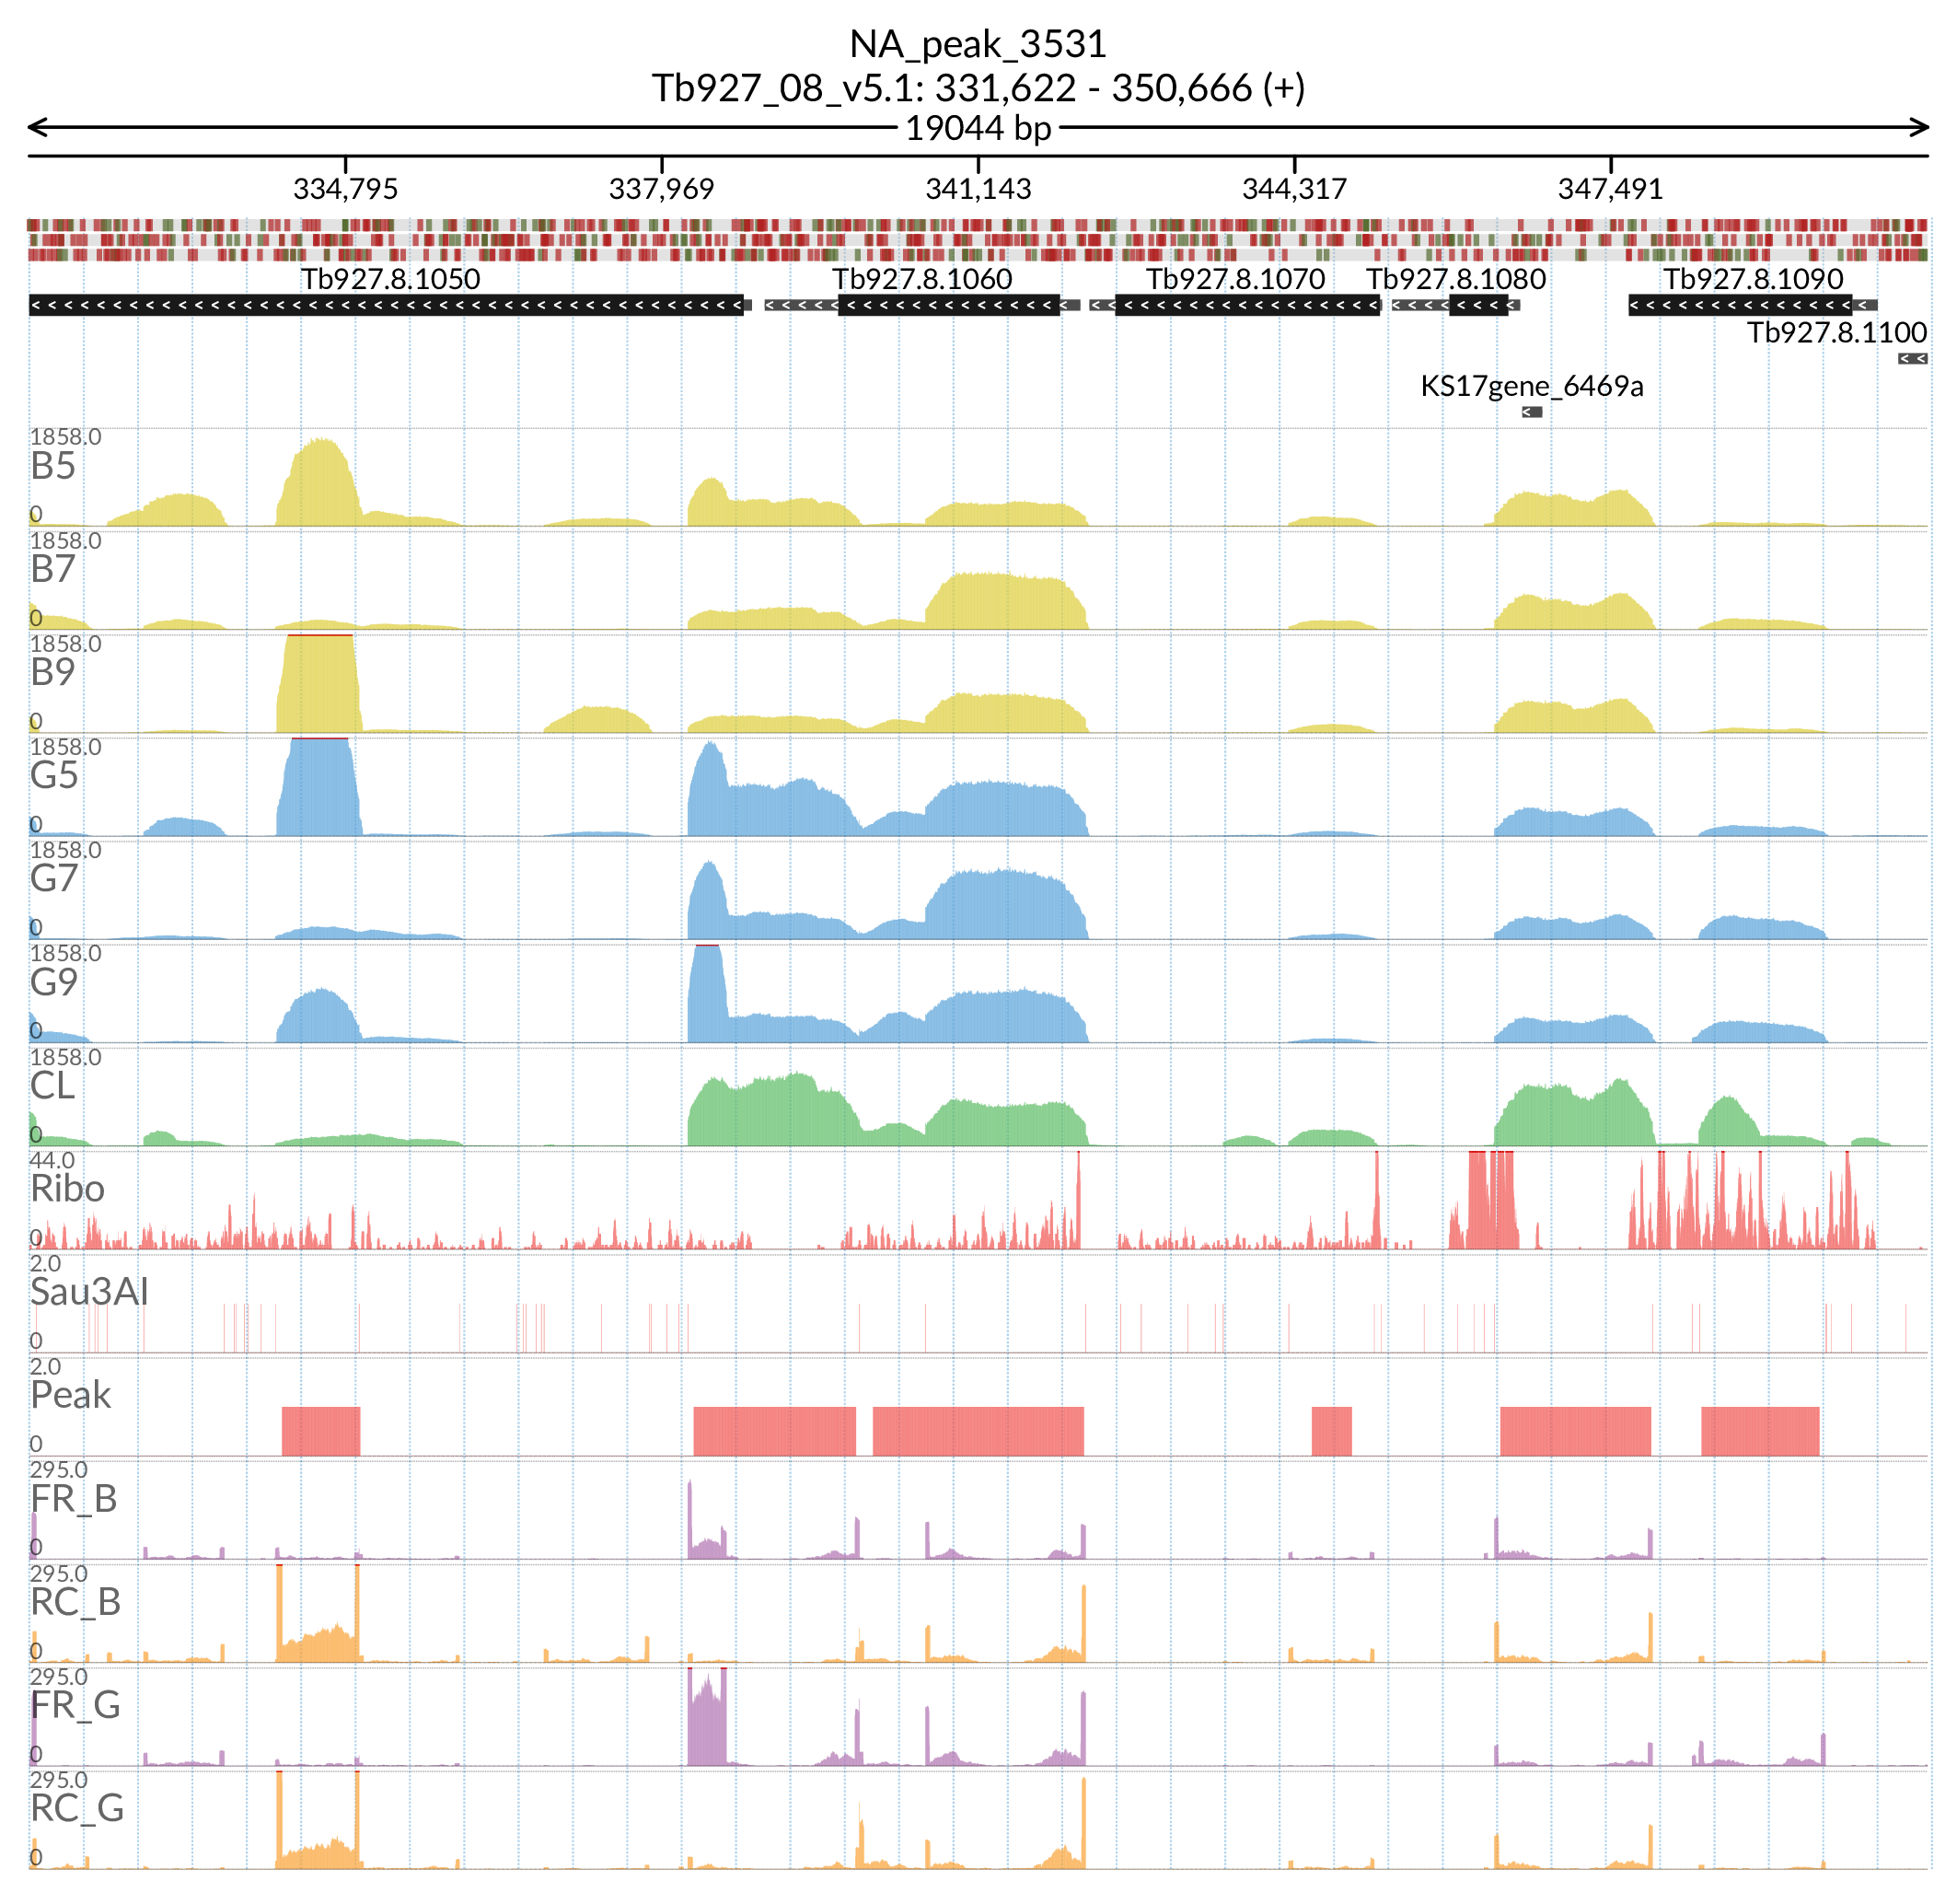 NA_peak_3531
Tb927_08_v5.1: 331,622 - 350,666 (+)
19044 bp
334,795 337,969 341,143 344,317 347,491
Tb927.8.1050 Tb927.8.1060 Tb927.8.1070 Tb927.8.1080 Tb927.8.1090
Tb927.8.1100
KS17gene_6469a
1858.0
B5
0
1858.0
B7
0
1858.0
B9
0
1858.0
G5
0
1858.0
G7
0
1858.0
G9
0
1858.0
CL
0
44.0
Ribo
0
2.0
Sau3AI
0
2.0
Peak
0
295.0
FR_B
0
295.0
RC_B
0
295.0
FR_G
0
295.0
RC_G
0